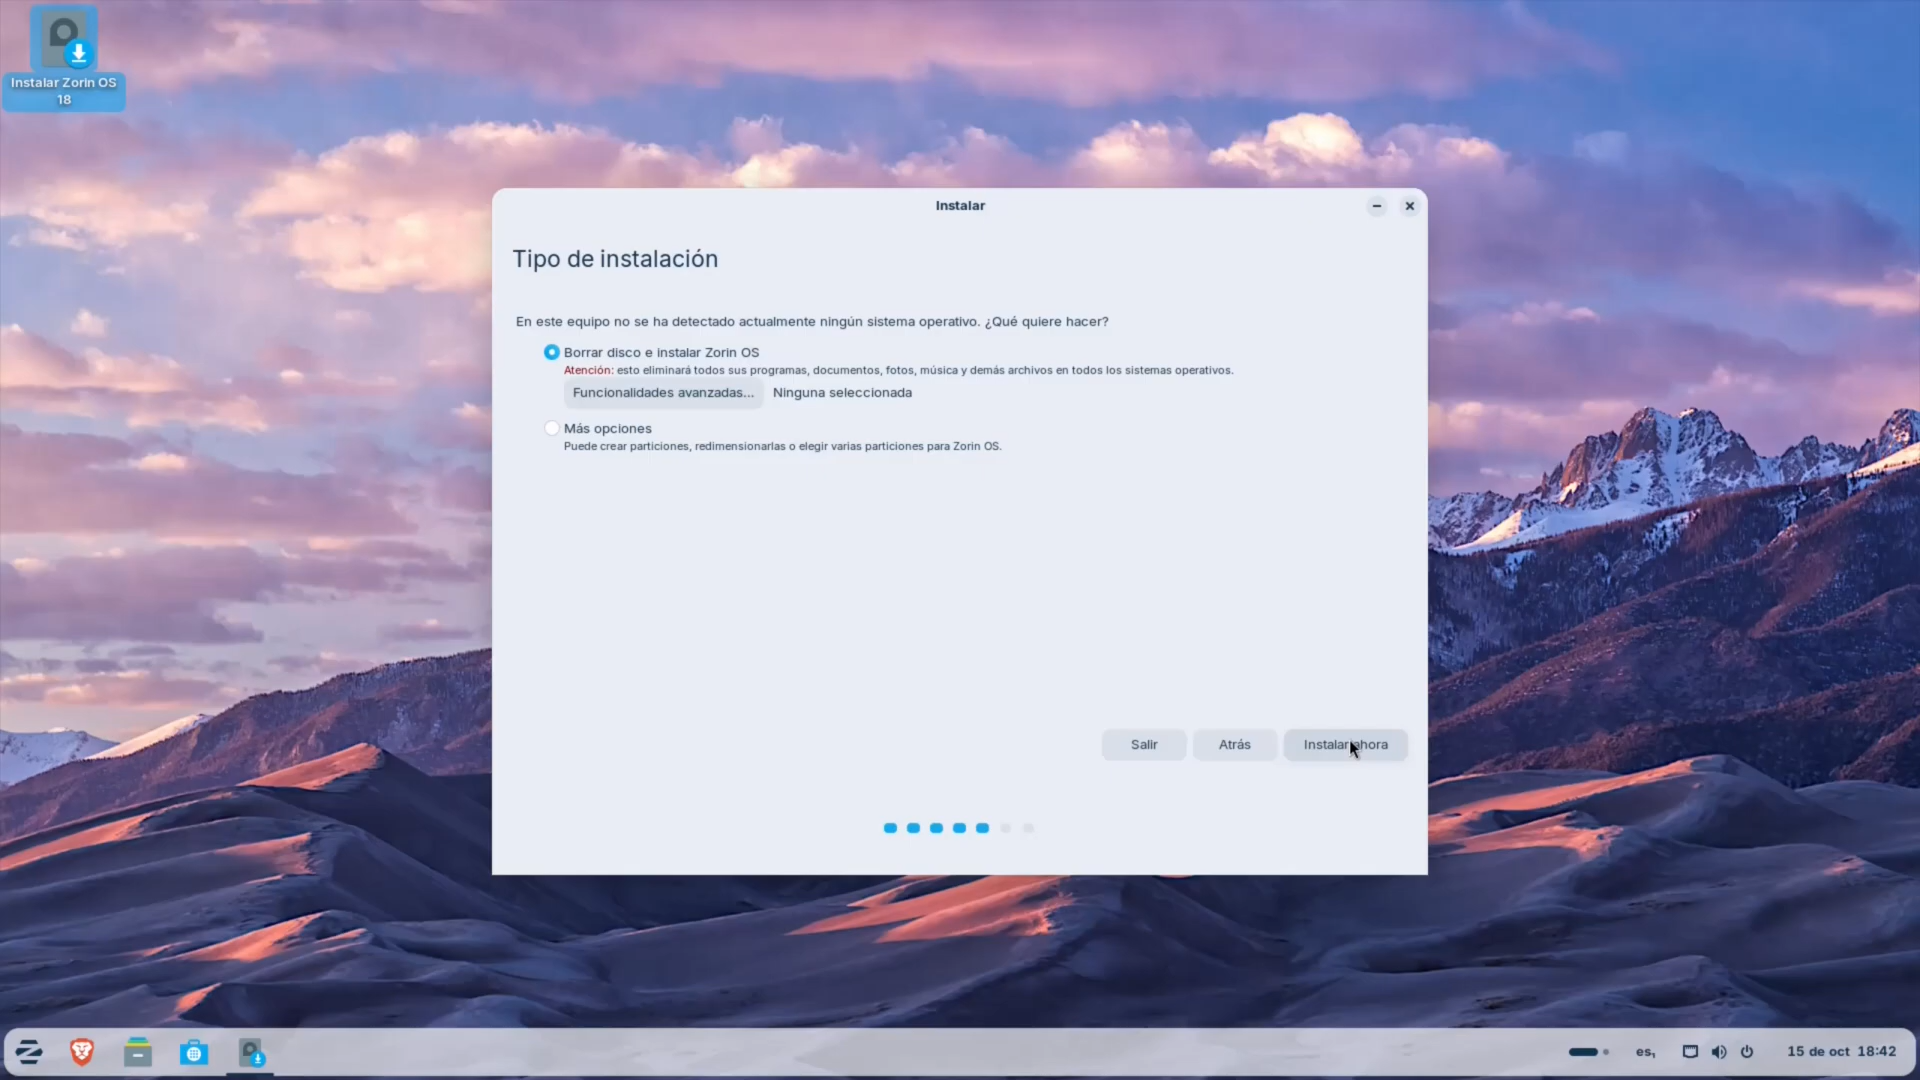 Instalar Zorin OS
18
Instalar
Tipo de instalación
En este equipo no se ha detectado actualmente ningún sistema operativo. ¿Qué quiere hacer?
Borrar disco e instalar Zorin OS
Atención: esto eliminará todos sus programas, documentos, fotos, música y demás archivos en todos los sistemas operativos.
Funcionalidades avanzadas... Ninguna seleccionada
Más opciones
Puede crear particiones, redimensionarlas o elegir varias particiones para Zorin OS.
Salir Atrás Instalar ahora
es₁ 15 de oct 18:42